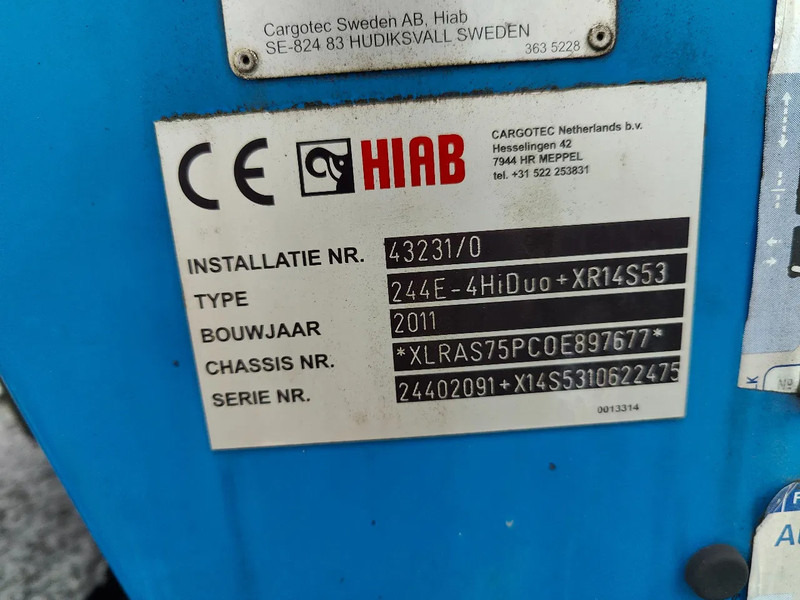 Cargotec Sweden AB, Hiab
SE-824 83 HUDIKSVALL SWEDEN
363 5228
CE HIAB
CARGOTEC Netherlands b.v.
Hesselingen 42
7944 HR MEPPEL
tel. +31 522 253831
INSTALLATIE NR. 43231/0
TYPE 244E-4HiDuo+XR14S53
BOUWJAAR 2011
CHASSIS NR. *XLRAS75PC0E897677*
SERIE NR. 24402091+X14S5310622475
0013314